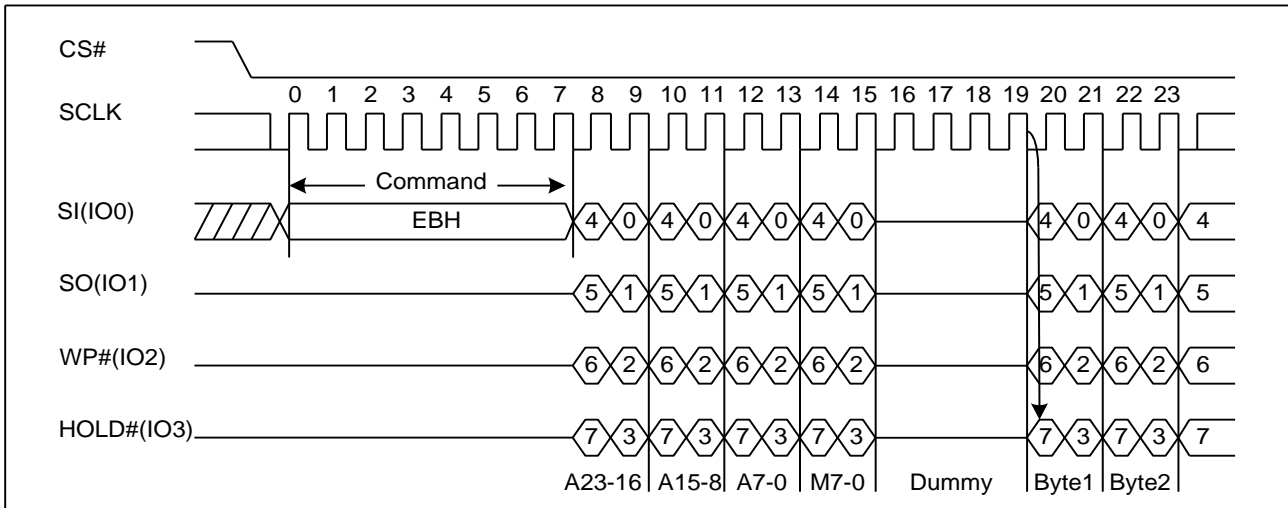 CS#
0 1 2 3 4 5 6 7 8 9 10 11 12 13 14 15 16 17 18 19 20 21 22 23
SCLK
Command
SI(IO0)
EBH 4 0 4 0 4 0 4 0 4 0 4 0 4
SO(IO1)
5 1 5 1 5 1 5 1 5 1 5 1 5
WP#(IO2)
6 2 6 2 6 2 6 2 6 2 6 2 6
HOLD#(IO3)
7 3 7 3 7 3 7 3 7 3 7 3 7
A23-16 A15-8 A7-0 M7-0 Dummy Byte1 Byte2